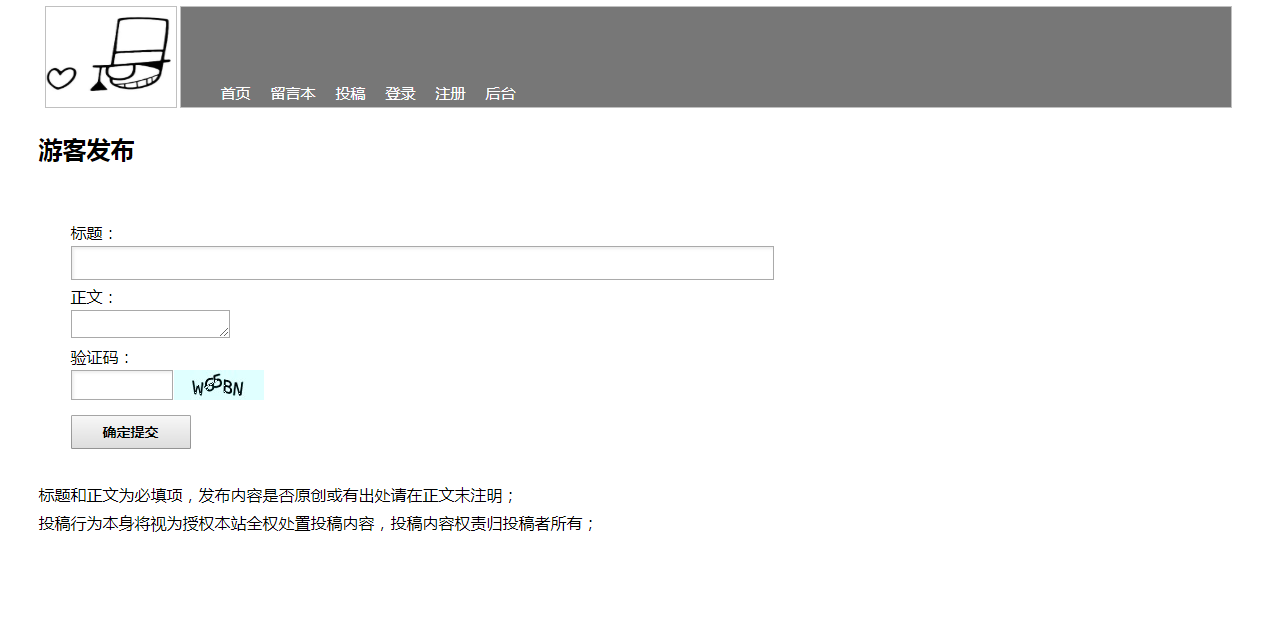 首页 留言本 投稿 登录 注册 后台
游客发布
标题：
正文：
验证码：
确定提交
标题和正文为必填项，发布内容是否原创或有出处请在正文末注明；
投稿行为本身将视为授权本站全权处置投稿内容，投稿内容权责归投稿者所有；